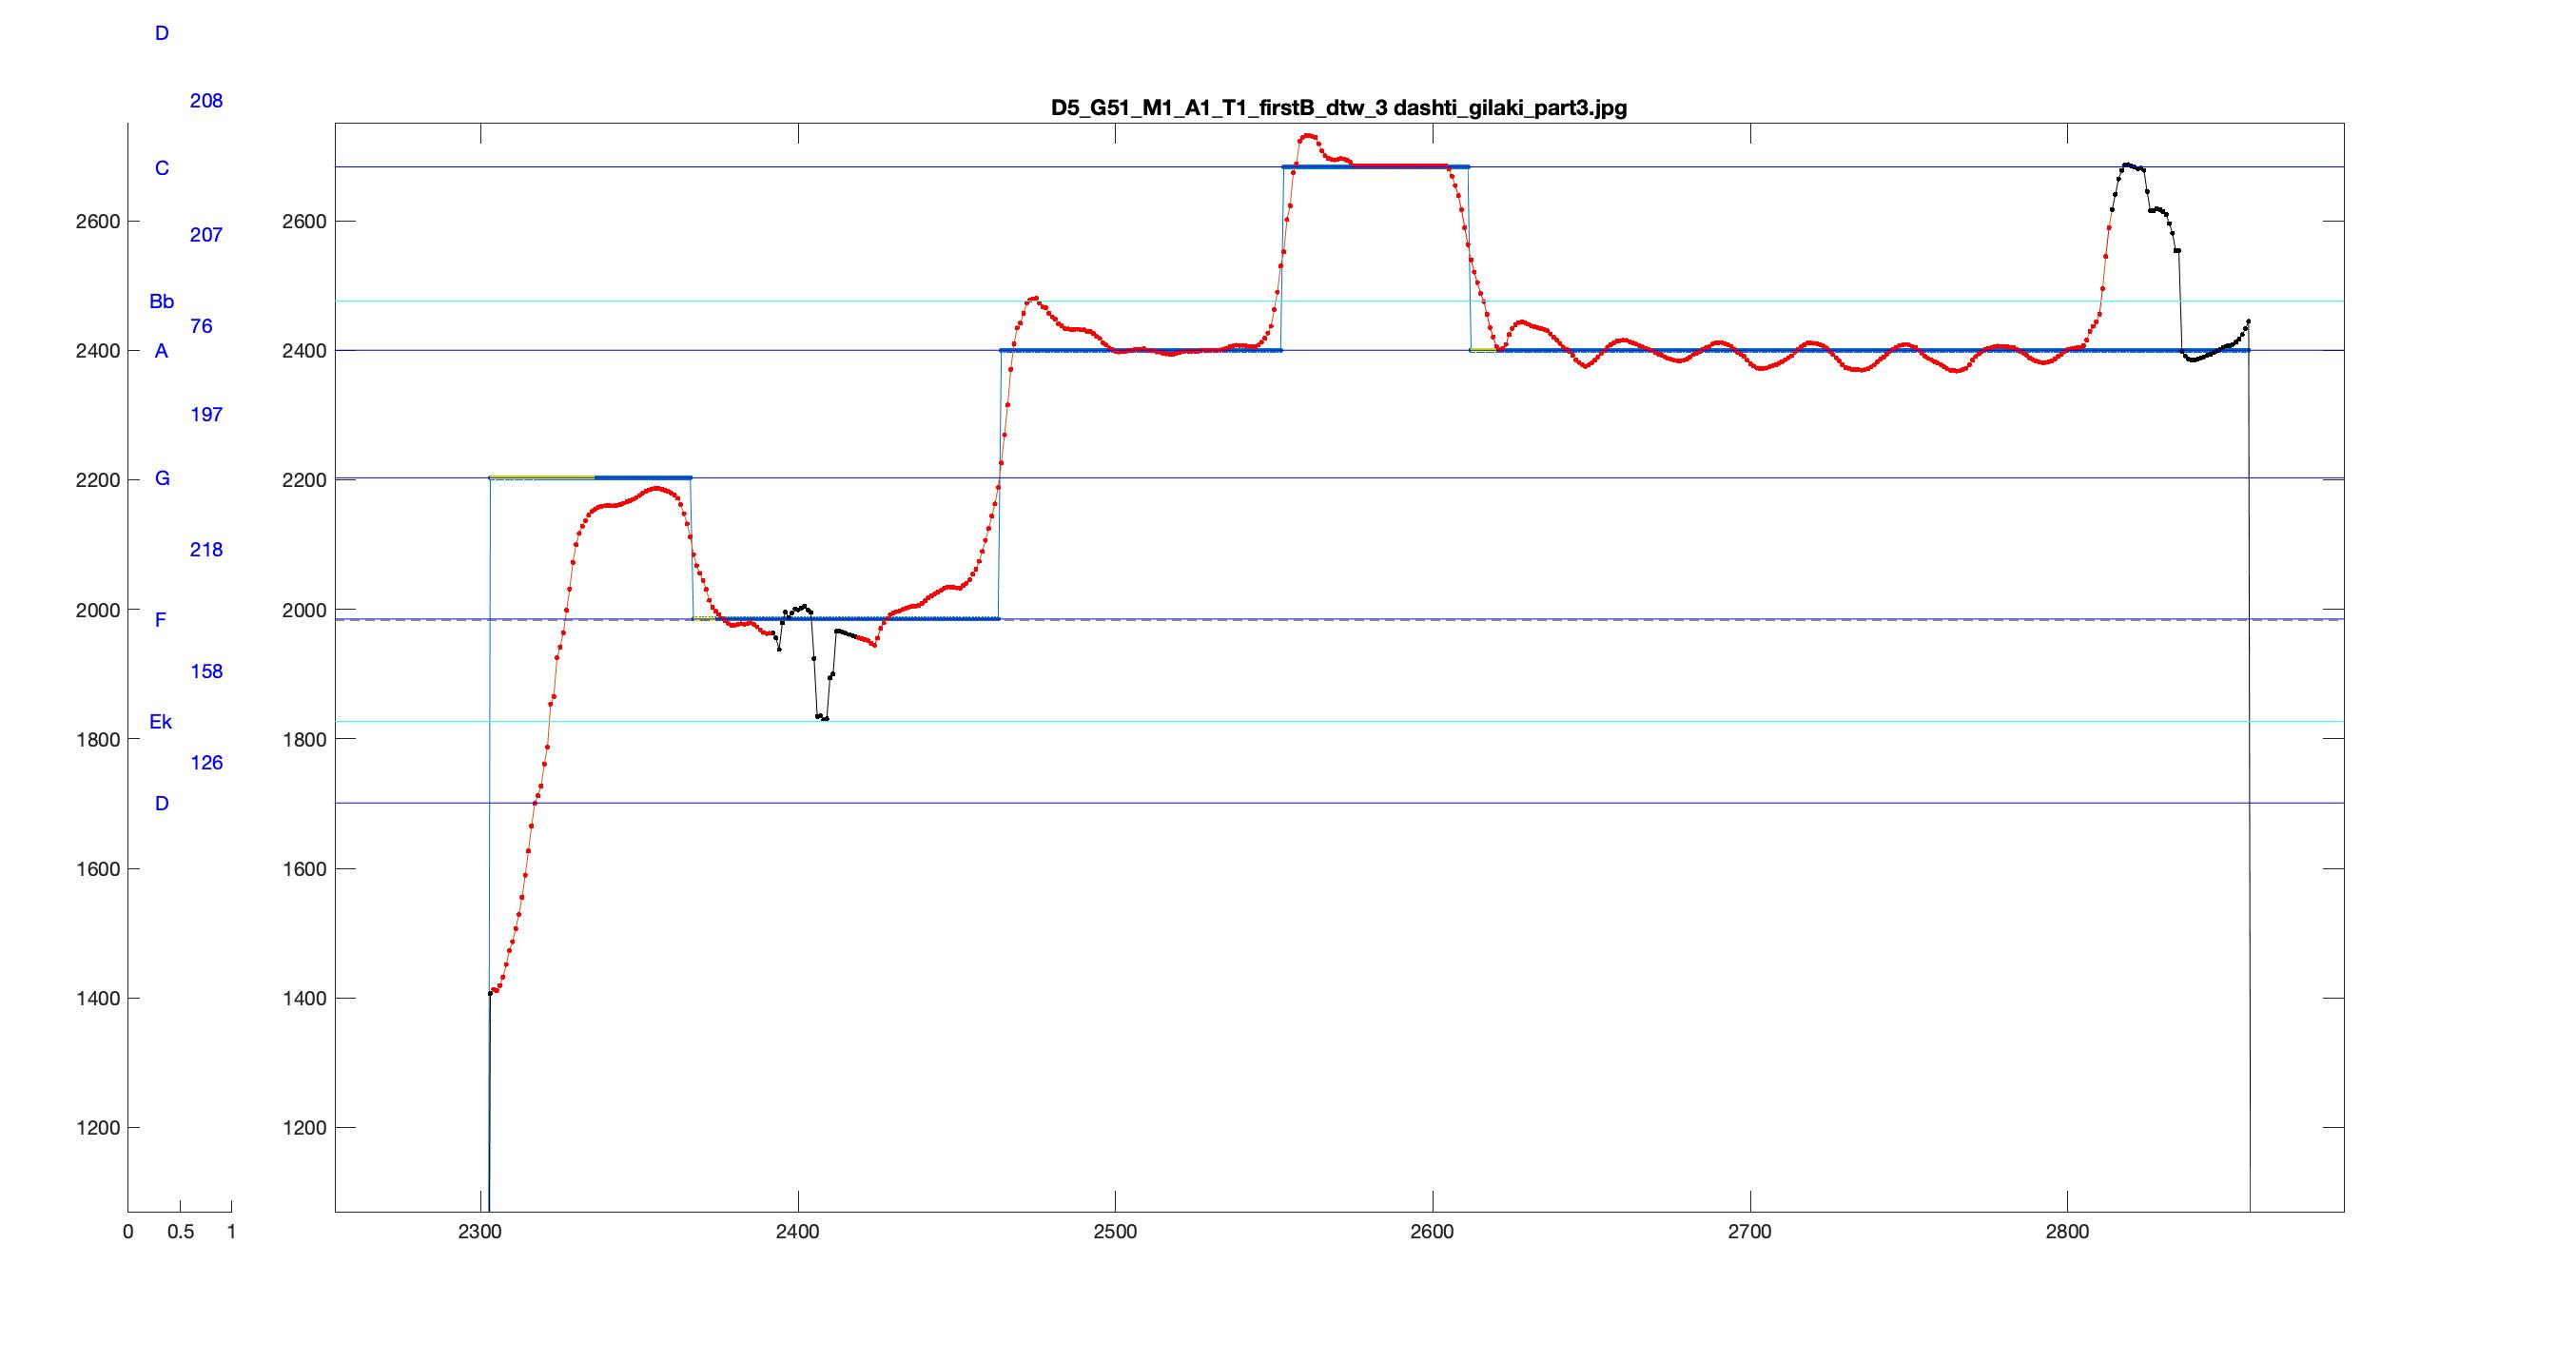 D
208
D5_G51_M1_A1_T1_firstB_dtw_3 dashti_gilaki_part3.jpg
C
2600 207 2600
Bb
76
2400 A 2400
197
2200 G 2200
218
2000 F 2000
158
Ek
1800 1800
126
D
1600 1600
1400 1400
1200 1200
0 0.5 1 2300 2400 2500 2600 2700 2800